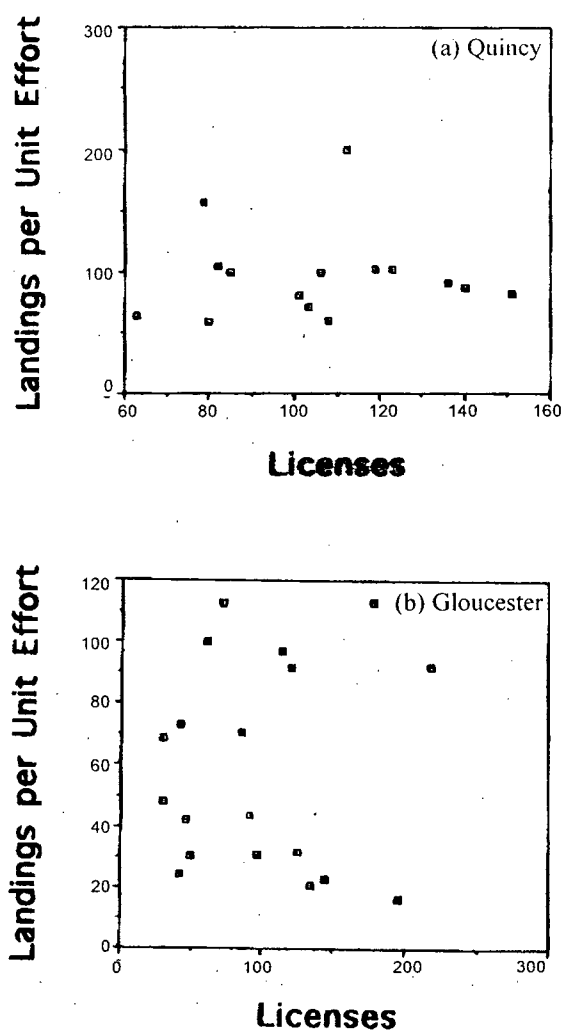 (a) Quincy
Landings per Unit Effort
300
200
100
0
60 80 100 120 140 160
Licenses
(b) Gloucester
Landings per Unit Effort
120
100
80
60
40
20
0
0 100 200 300
Licenses